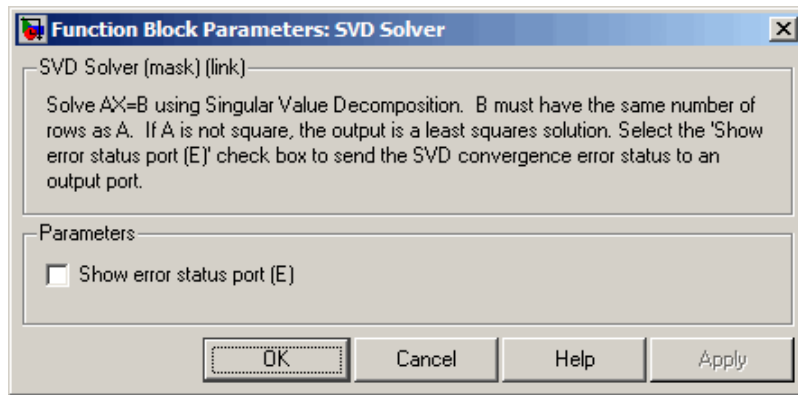 Function Block Parameters: SVD Solver
SVD Solver (mask) (link)
Solve AX=B using Singular Value Decomposition. B must have the same number of
rows as A. If A is not square, the output is a least squares solution. Select the 'Show
error status port (E)' check box to send the SVD convergence error status to an
output port.
Parameters
Show error status port (E)
OK Cancel Help Apply